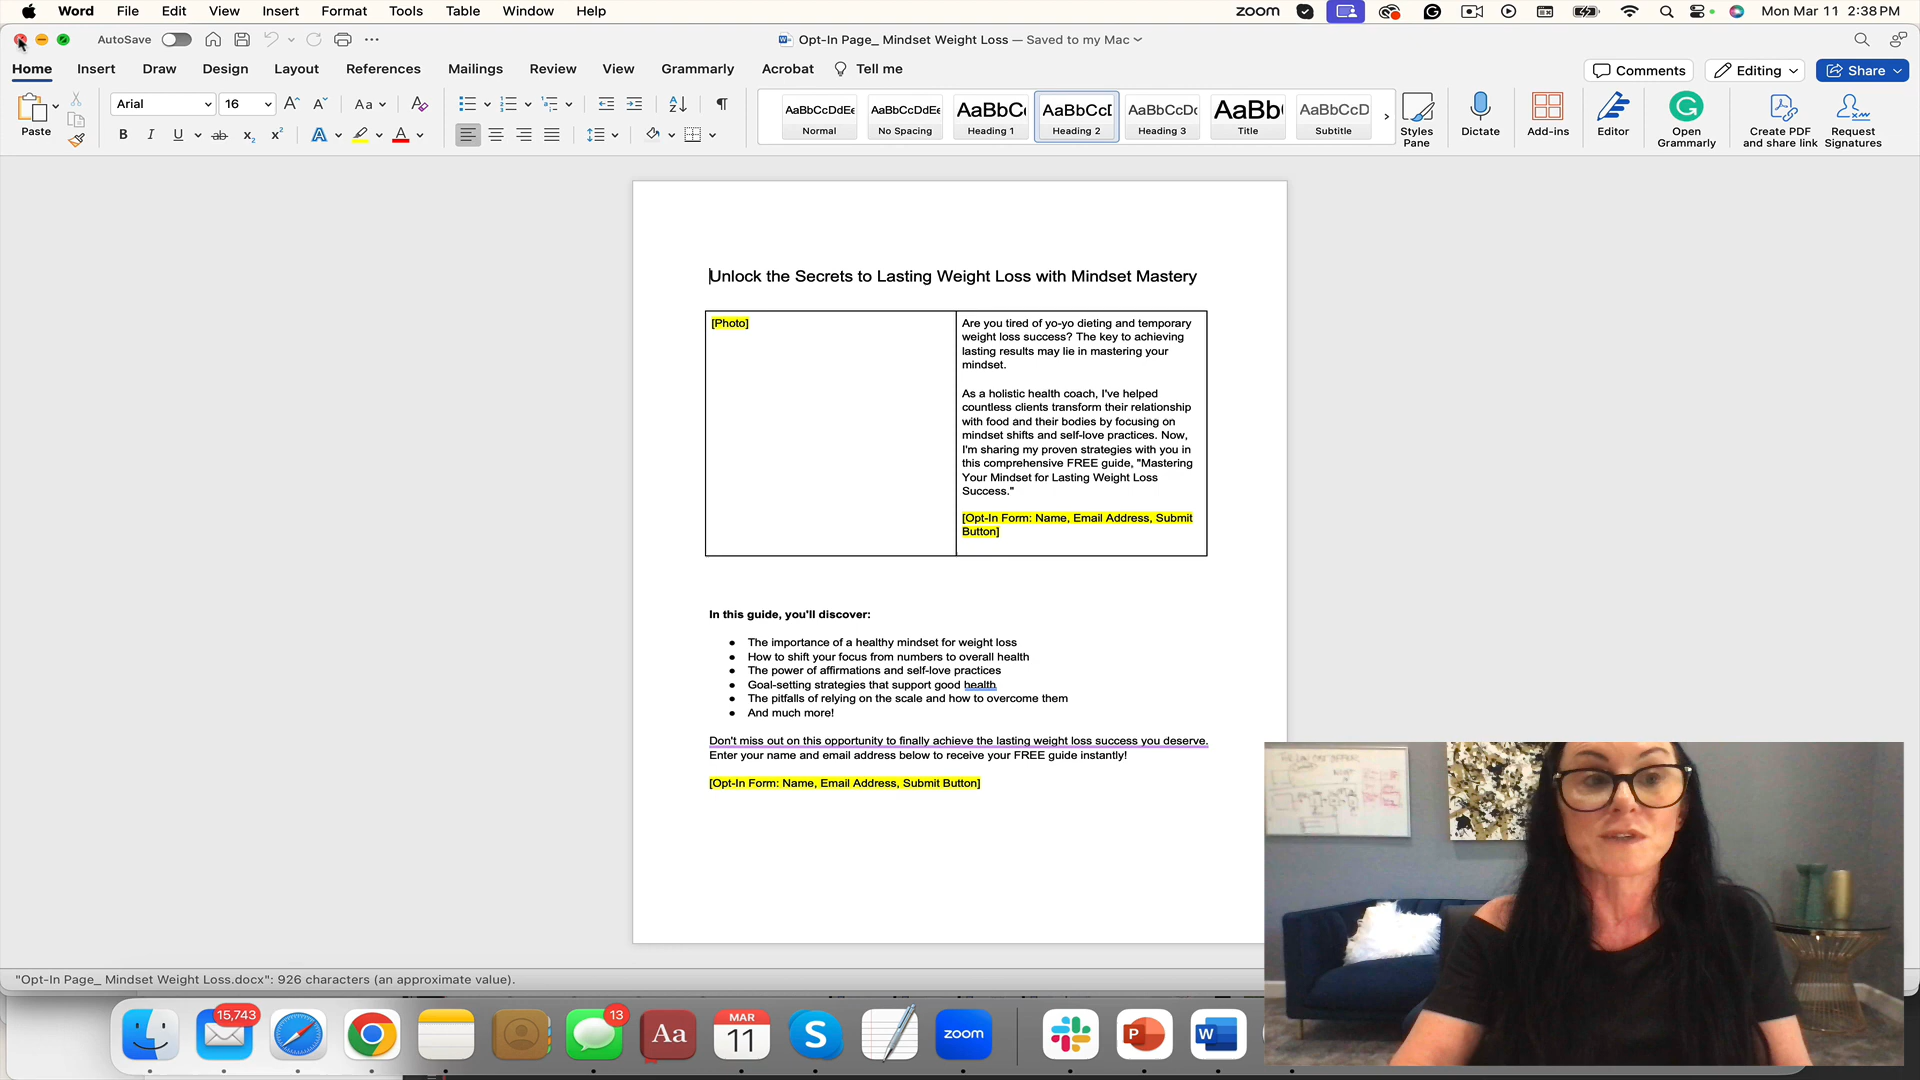 Word File Edit View Insert Format Tools Table Window Help zoom Mon Mar 11 2:38 PM
AutoSave Opt-In Page_ Mindset Weight Loss — Saved to my Mac
Home Insert Draw Design Layout References Mailings Review View Grammarly Acrobat Tell me Comments Editing Share
Paste Arial 16 Aa
AaBbCcDdEe AaBbCcDdEe AaBbC AaBbCcD AaBbCcDd AaBb AaBbCcD
Normal No Spacing Heading 1 Heading 2 Heading 3 Title Subtitle
Styles Pane Dictate Add-ins Editor Open Grammarly Create PDF and share link Request Signatures
Unlock the Secrets to Lasting Weight Loss with Mindset Mastery
[Photo]
Are you tired of yo-yo dieting and temporary
weight loss success? The key to achieving
lasting results may lie in mastering your
mindset.
As a holistic health coach, I've helped
countless clients transform their relationship
with food and their bodies by focusing on
mindset shifts and self-love practices. Now,
I'm sharing my proven strategies with you in
this comprehensive FREE guide, "Mastering
Your Mindset for Lasting Weight Loss
Success."
[Opt-In Form: Name, Email Address, Submit
Button]
In this guide, you'll discover:
● The importance of a healthy mindset for weight loss
● How to shift your focus from numbers to overall health
● The power of affirmations and self-love practices
● Goal-setting strategies that support good health
● The pitfalls of relying on the scale and how to overcome them
● And much more!
Don't miss out on this opportunity to finally achieve the lasting weight loss success you deserve.
Enter your name and email address below to receive your FREE guide instantly!
[Opt-In Form: Name, Email Address, Submit Button]
"Opt-In Page_ Mindset Weight Loss.docx": 926 characters (an approximate value).
15,743
13
Aa
MAR
11
S
zoom
P
W